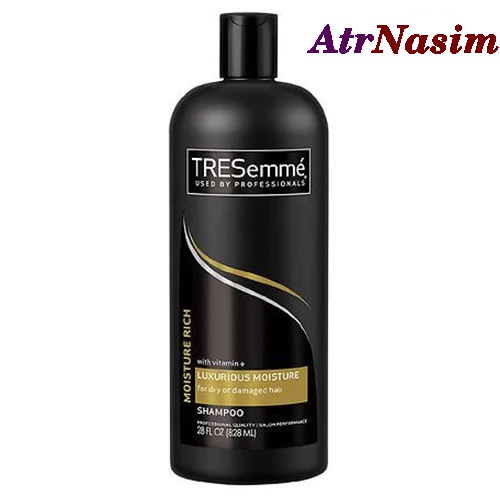 AtrNasim
TRESemmé
USED BY PROFESSIONALS
MOISTURE RICH
with vitamin e
LUXURIOUS MOISTURE
for dry or damaged hair
SHAMPOO
PROFESSIONAL QUALITY | SALON PERFORMANCE
28 FL OZ (828 ML)